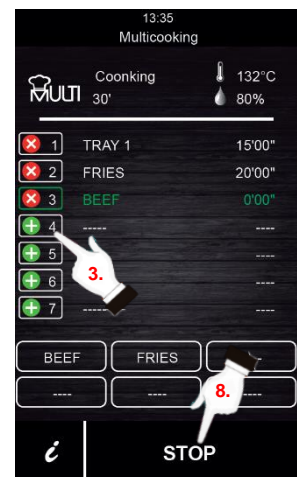 13:35
Multicooking
MULTI Coonking 132°C
30' 80%
1 TRAY 1 15'00"
2 FRIES 20'00"
3 BEEF 0'00"
4 ----- ----
5 ----
6 ----
7 ----- ----
3.
BEEF FRIES
---- ---- ----
8.
i STOP